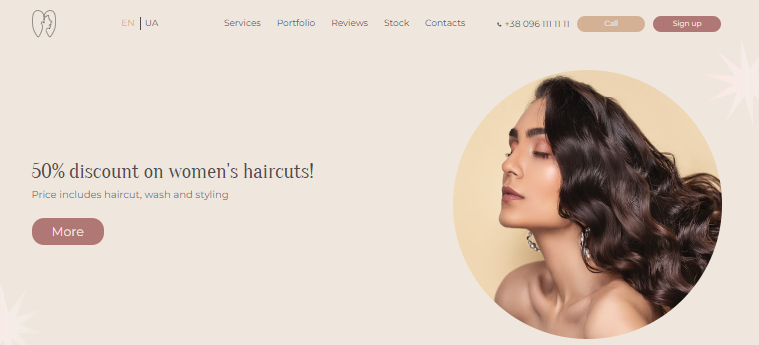 EN | UA Services Portfolio Reviews Stock Contacts +38 096 111 11 11 Call Sign up
50% discount on women's haircuts!
Price includes haircut, wash and styling
More